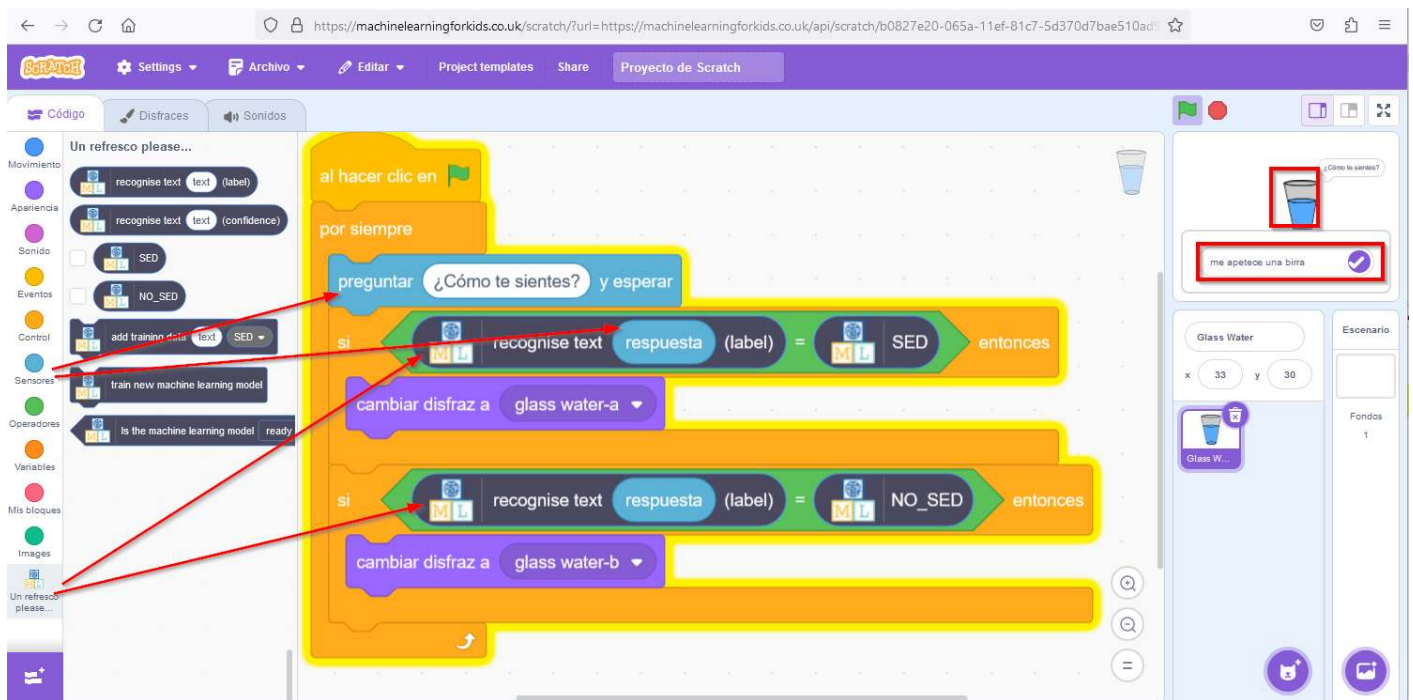 https://machinelearningforkids.co.uk/scratch/?url=https://machinelearningforkids.co.uk/api/scratch/b0827e20-065a-11ef-81c7-5d370d7bae510ad9
SCRATCH
Settings
Archivo
Editar
Project templates
Share
Proyecto de Scratch
Código
Disfraces
Sonidos
Movimiento
Apariencia
Sonido
Eventos
Control
Sensores
Operadores
Variables
Mis bloques
Images
Un refresco please...
Un refresco please...
recognise text text (label)
recognise text text (confidence)
SED
NO_SED
add training data text SED
train new machine learning model
Is the machine learning model ready
al hacer clic en
por siempre
preguntar ¿Cómo te sientes? y esperar
si ML recognise text respuesta (label) = ML SED entonces
cambiar disfraz a glass water-a
si ML recognise text respuesta (label) = ML NO_SED entonces
cambiar disfraz a glass water-b
¿Cómo te sientes?
me apetece una birra
Glass Water
x 33 y 30
Glass W...
Escenario
Fondos
1